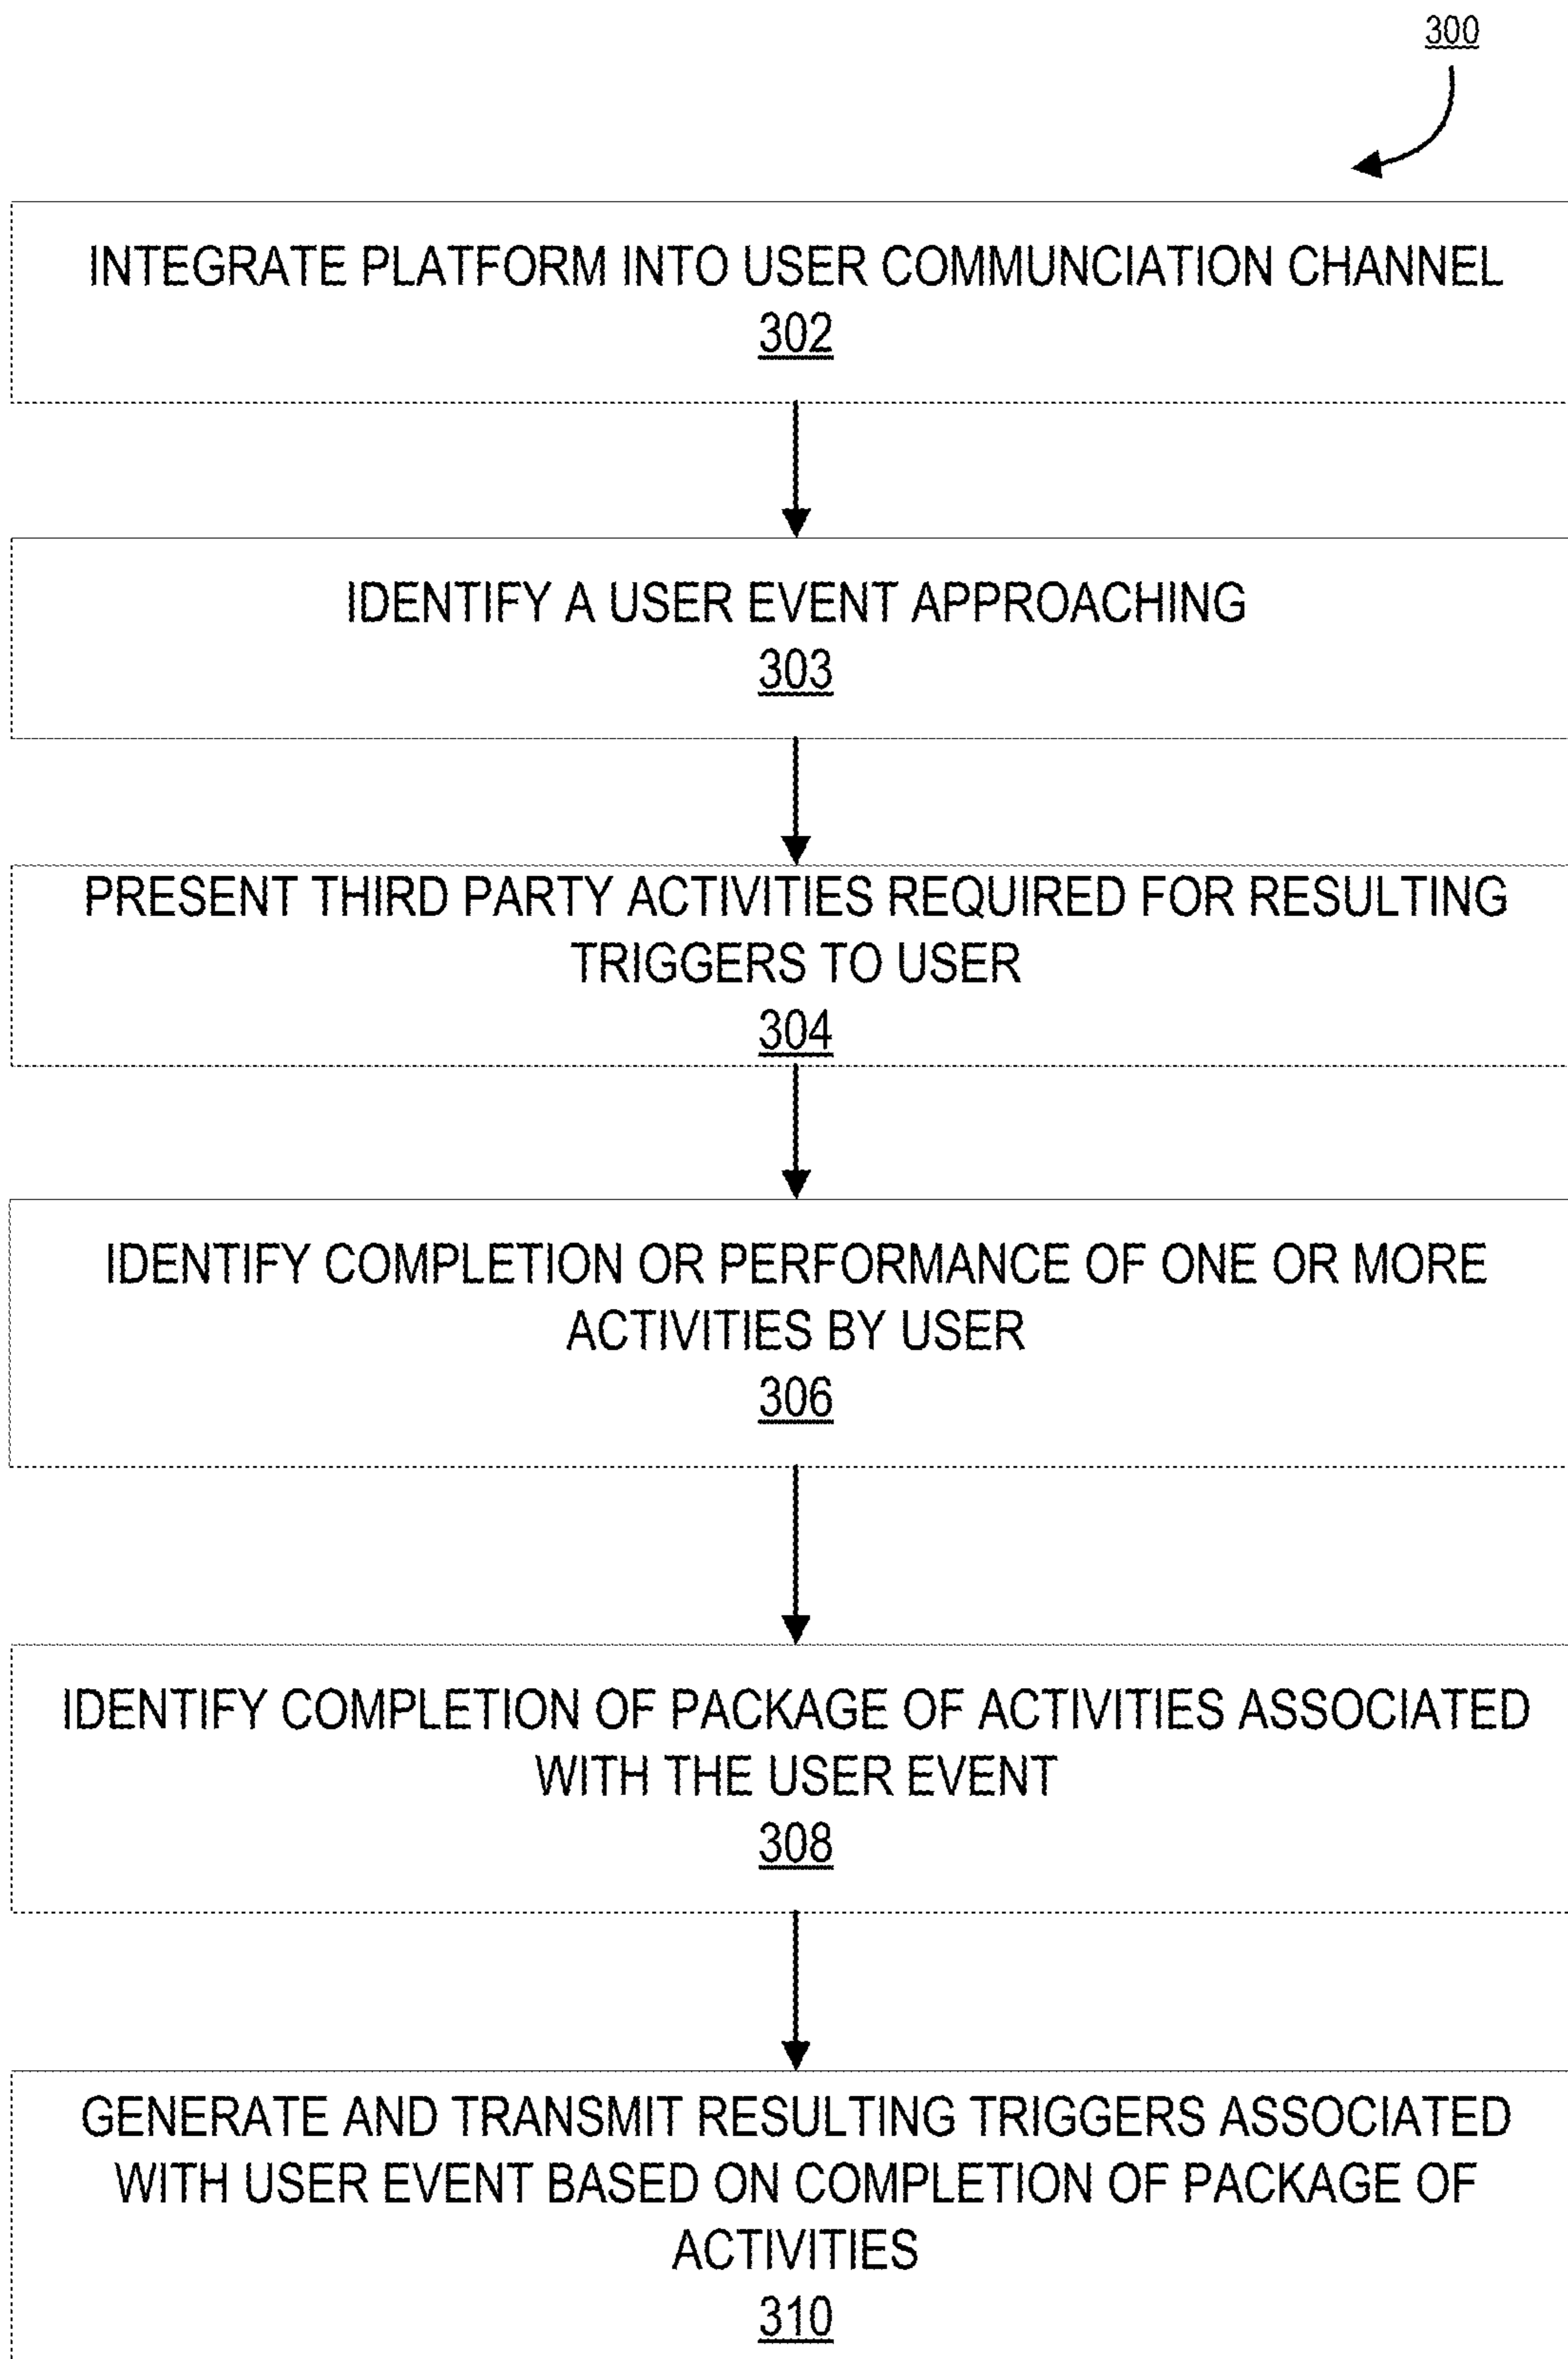 300
INTEGRATE PLATFORM INTO USER COMMUNCIATION CHANNEL
302
IDENTIFY A USER EVENT APPROACHING
303
PRESENT THIRD PARTY ACTIVITIES REQUIRED FOR RESULTING
TRIGGERS TO USER
304
IDENTIFY COMPLETION OR PERFORMANCE OF ONE OR MORE
ACTIVITIES BY USER
306
IDENTIFY COMPLETION OF PACKAGE OF ACTIVITIES ASSOCIATED
WITH THE USER EVENT
308
GENERATE AND TRANSMIT RESULTING TRIGGERS ASSOCIATED
WITH USER EVENT BASED ON COMPLETION OF PACKAGE OF
ACTIVITIES
310